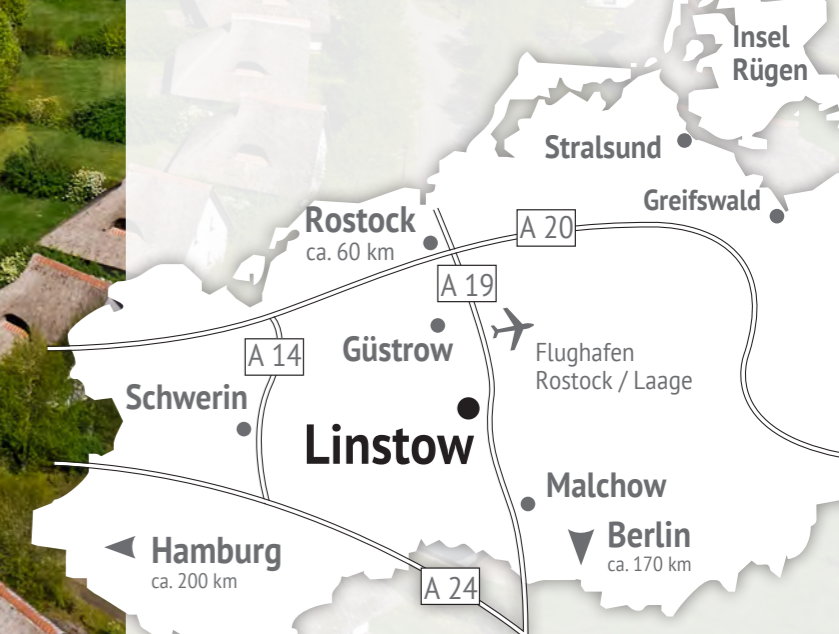 Insel
Rügen
Stralsund
Greifswald
Rostock
ca. 60 km
A 20
A 19
Güstrow
A 14
Flughafen
Rostock / Laage
Schwerin
Linstow
Malchow
Hamburg
ca. 200 km
Berlin
ca. 170 km
A 24